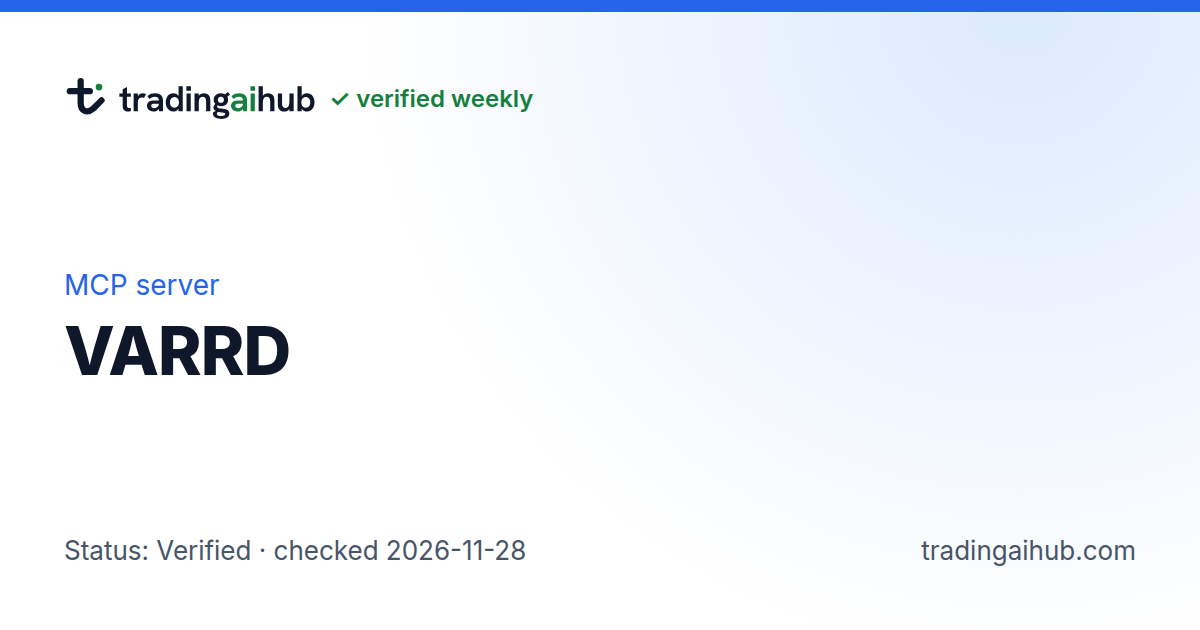 tradingaihub ✓ verified weekly
MCP server
VARRD
Status: Verified · checked 2026-11-28
tradingaihub.com